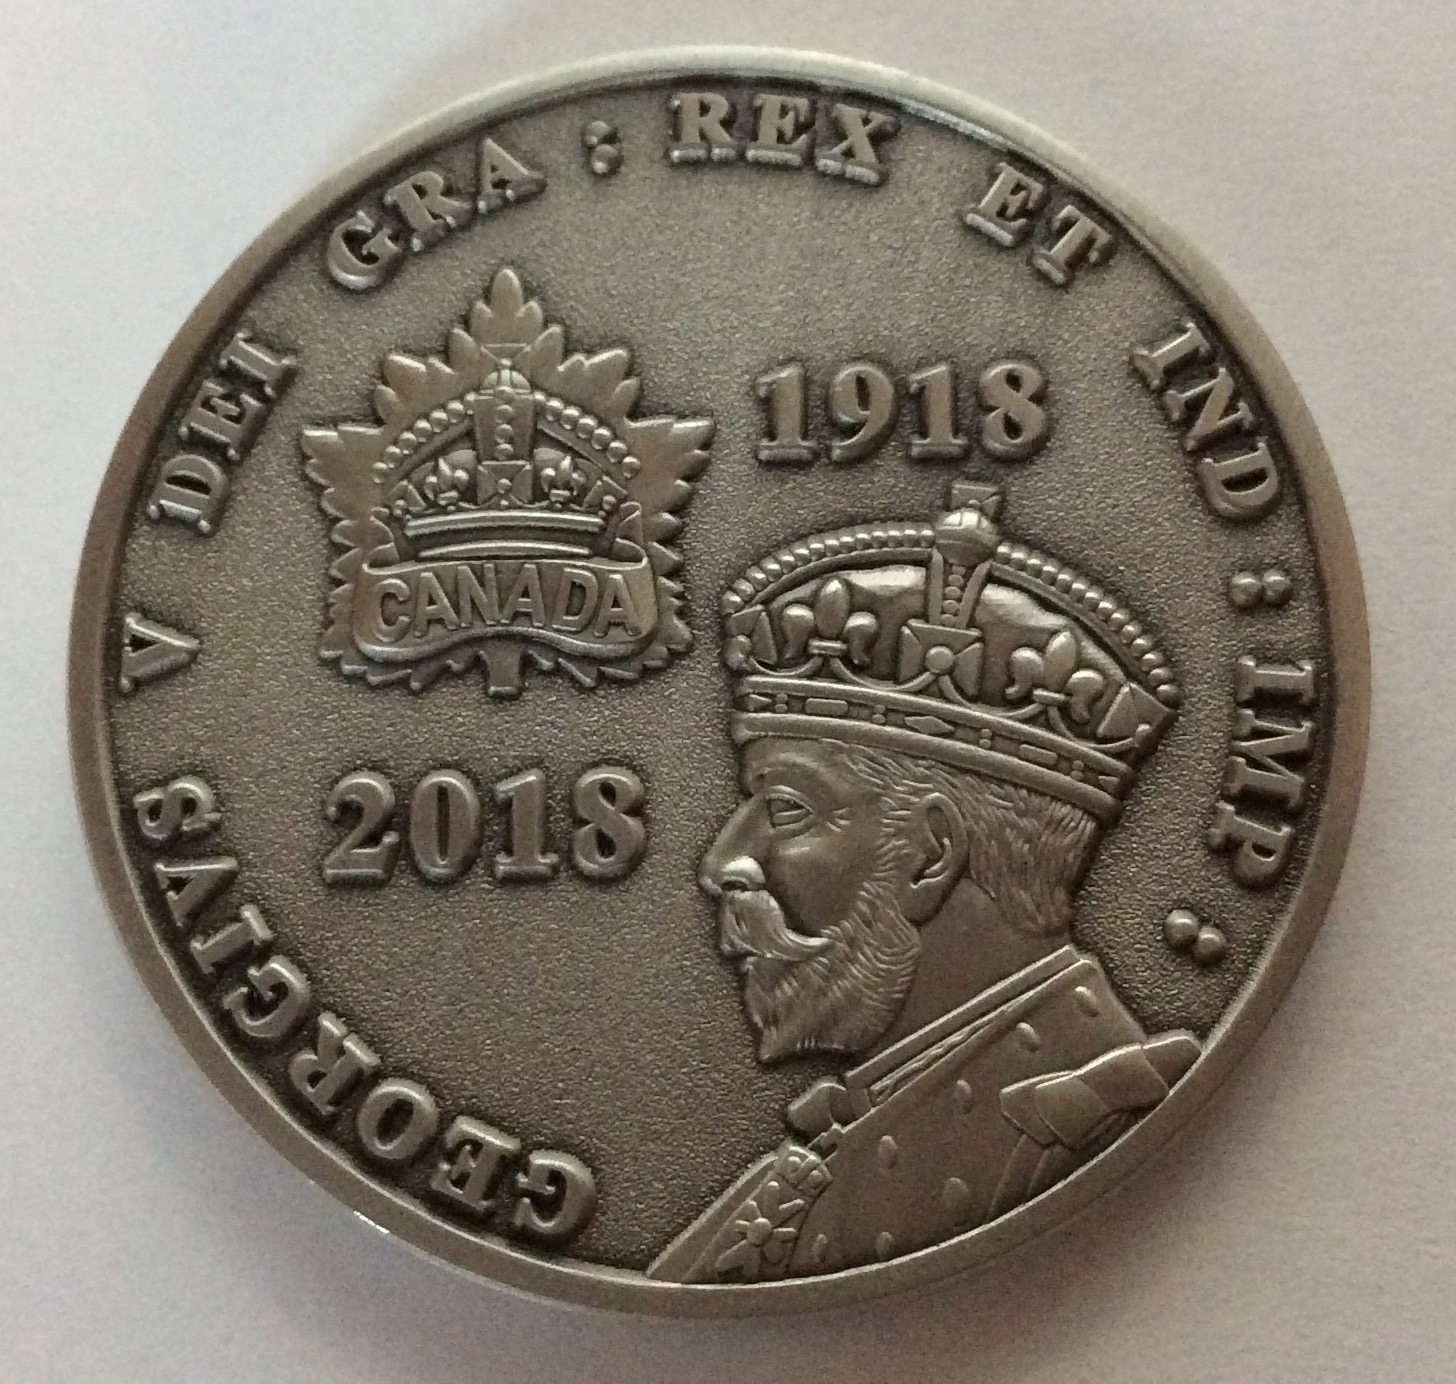 GEORGIVS V DEI GRA : REX ET IND : IMP :
1918
CANADA
2018